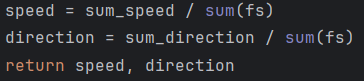 speed = sum_speed / sum(fs)
direction = sum_direction / sum(fs)
return speed, direction